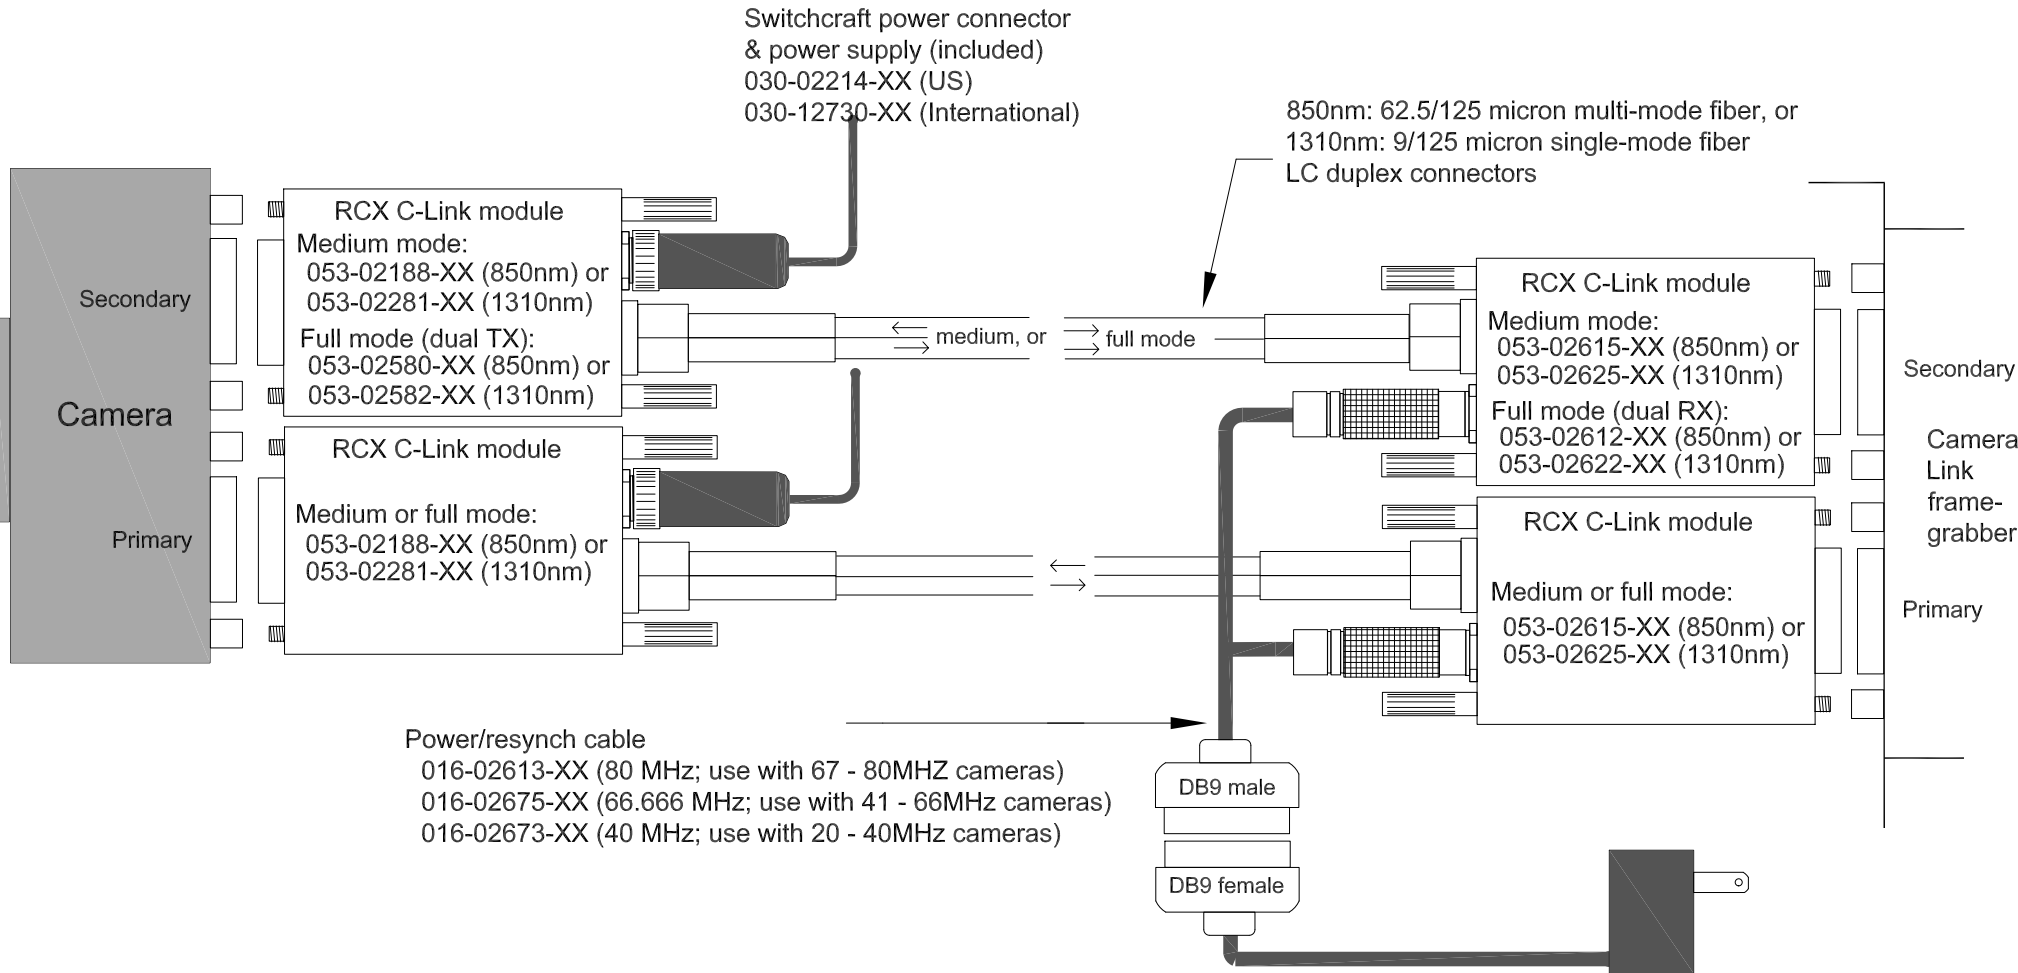 Switchcraft power connector
& power supply (included)
030-02214-XX (US)
030-12730-XX (International)
850nm: 62.5/125 micron multi-mode fiber, or
1310nm: 9/125 micron single-mode fiber
LC duplex connectors
Camera
Secondary
Primary
RCX C-Link module
Medium mode:
053-02188-XX (850nm) or
053-02281-XX (1310nm)
Full mode (dual TX):
053-02580-XX (850nm) or
053-02582-XX (1310nm)
RCX C-Link module
Medium or full mode:
053-02188-XX (850nm) or
053-02281-XX (1310nm)
medium, or
full mode
RCX C-Link module
Medium mode:
053-02615-XX (850nm) or
053-02625-XX (1310nm)
Full mode (dual RX):
053-02612-XX (850nm) or
053-02622-XX (1310nm)
RCX C-Link module
Medium or full mode:
053-02615-XX (850nm) or
053-02625-XX (1310nm)
Secondary
Camera
Link
frame-
grabber
Primary
Power/resynch cable
016-02613-XX (80 MHz; use with 67 - 80MHZ cameras)
016-02675-XX (66.666 MHz; use with 41 - 66MHz cameras)
016-02673-XX (40 MHz; use with 20 - 40MHz cameras)
DB9 male
DB9 female